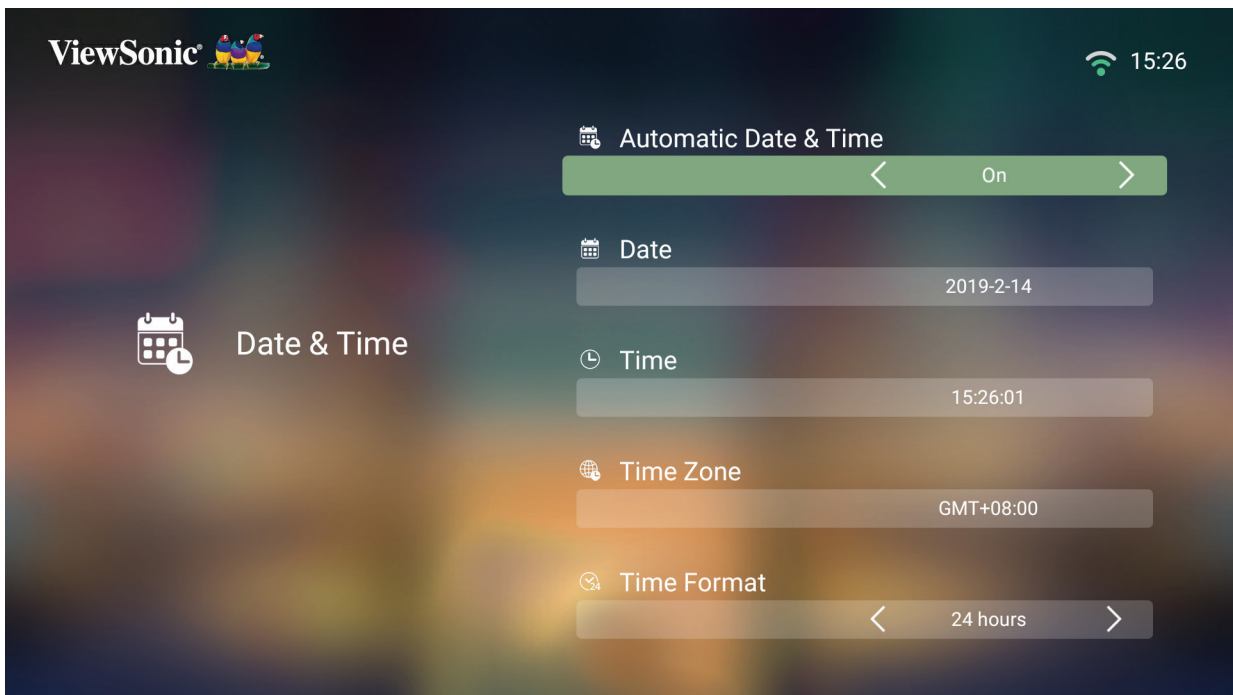 ViewSonic®
15:26
Automatic Date & Time
On
Date
2019-2-14
Date & Time
Time
15:26:01
Time Zone
GMT+08:00
24
Time Format
24 hours